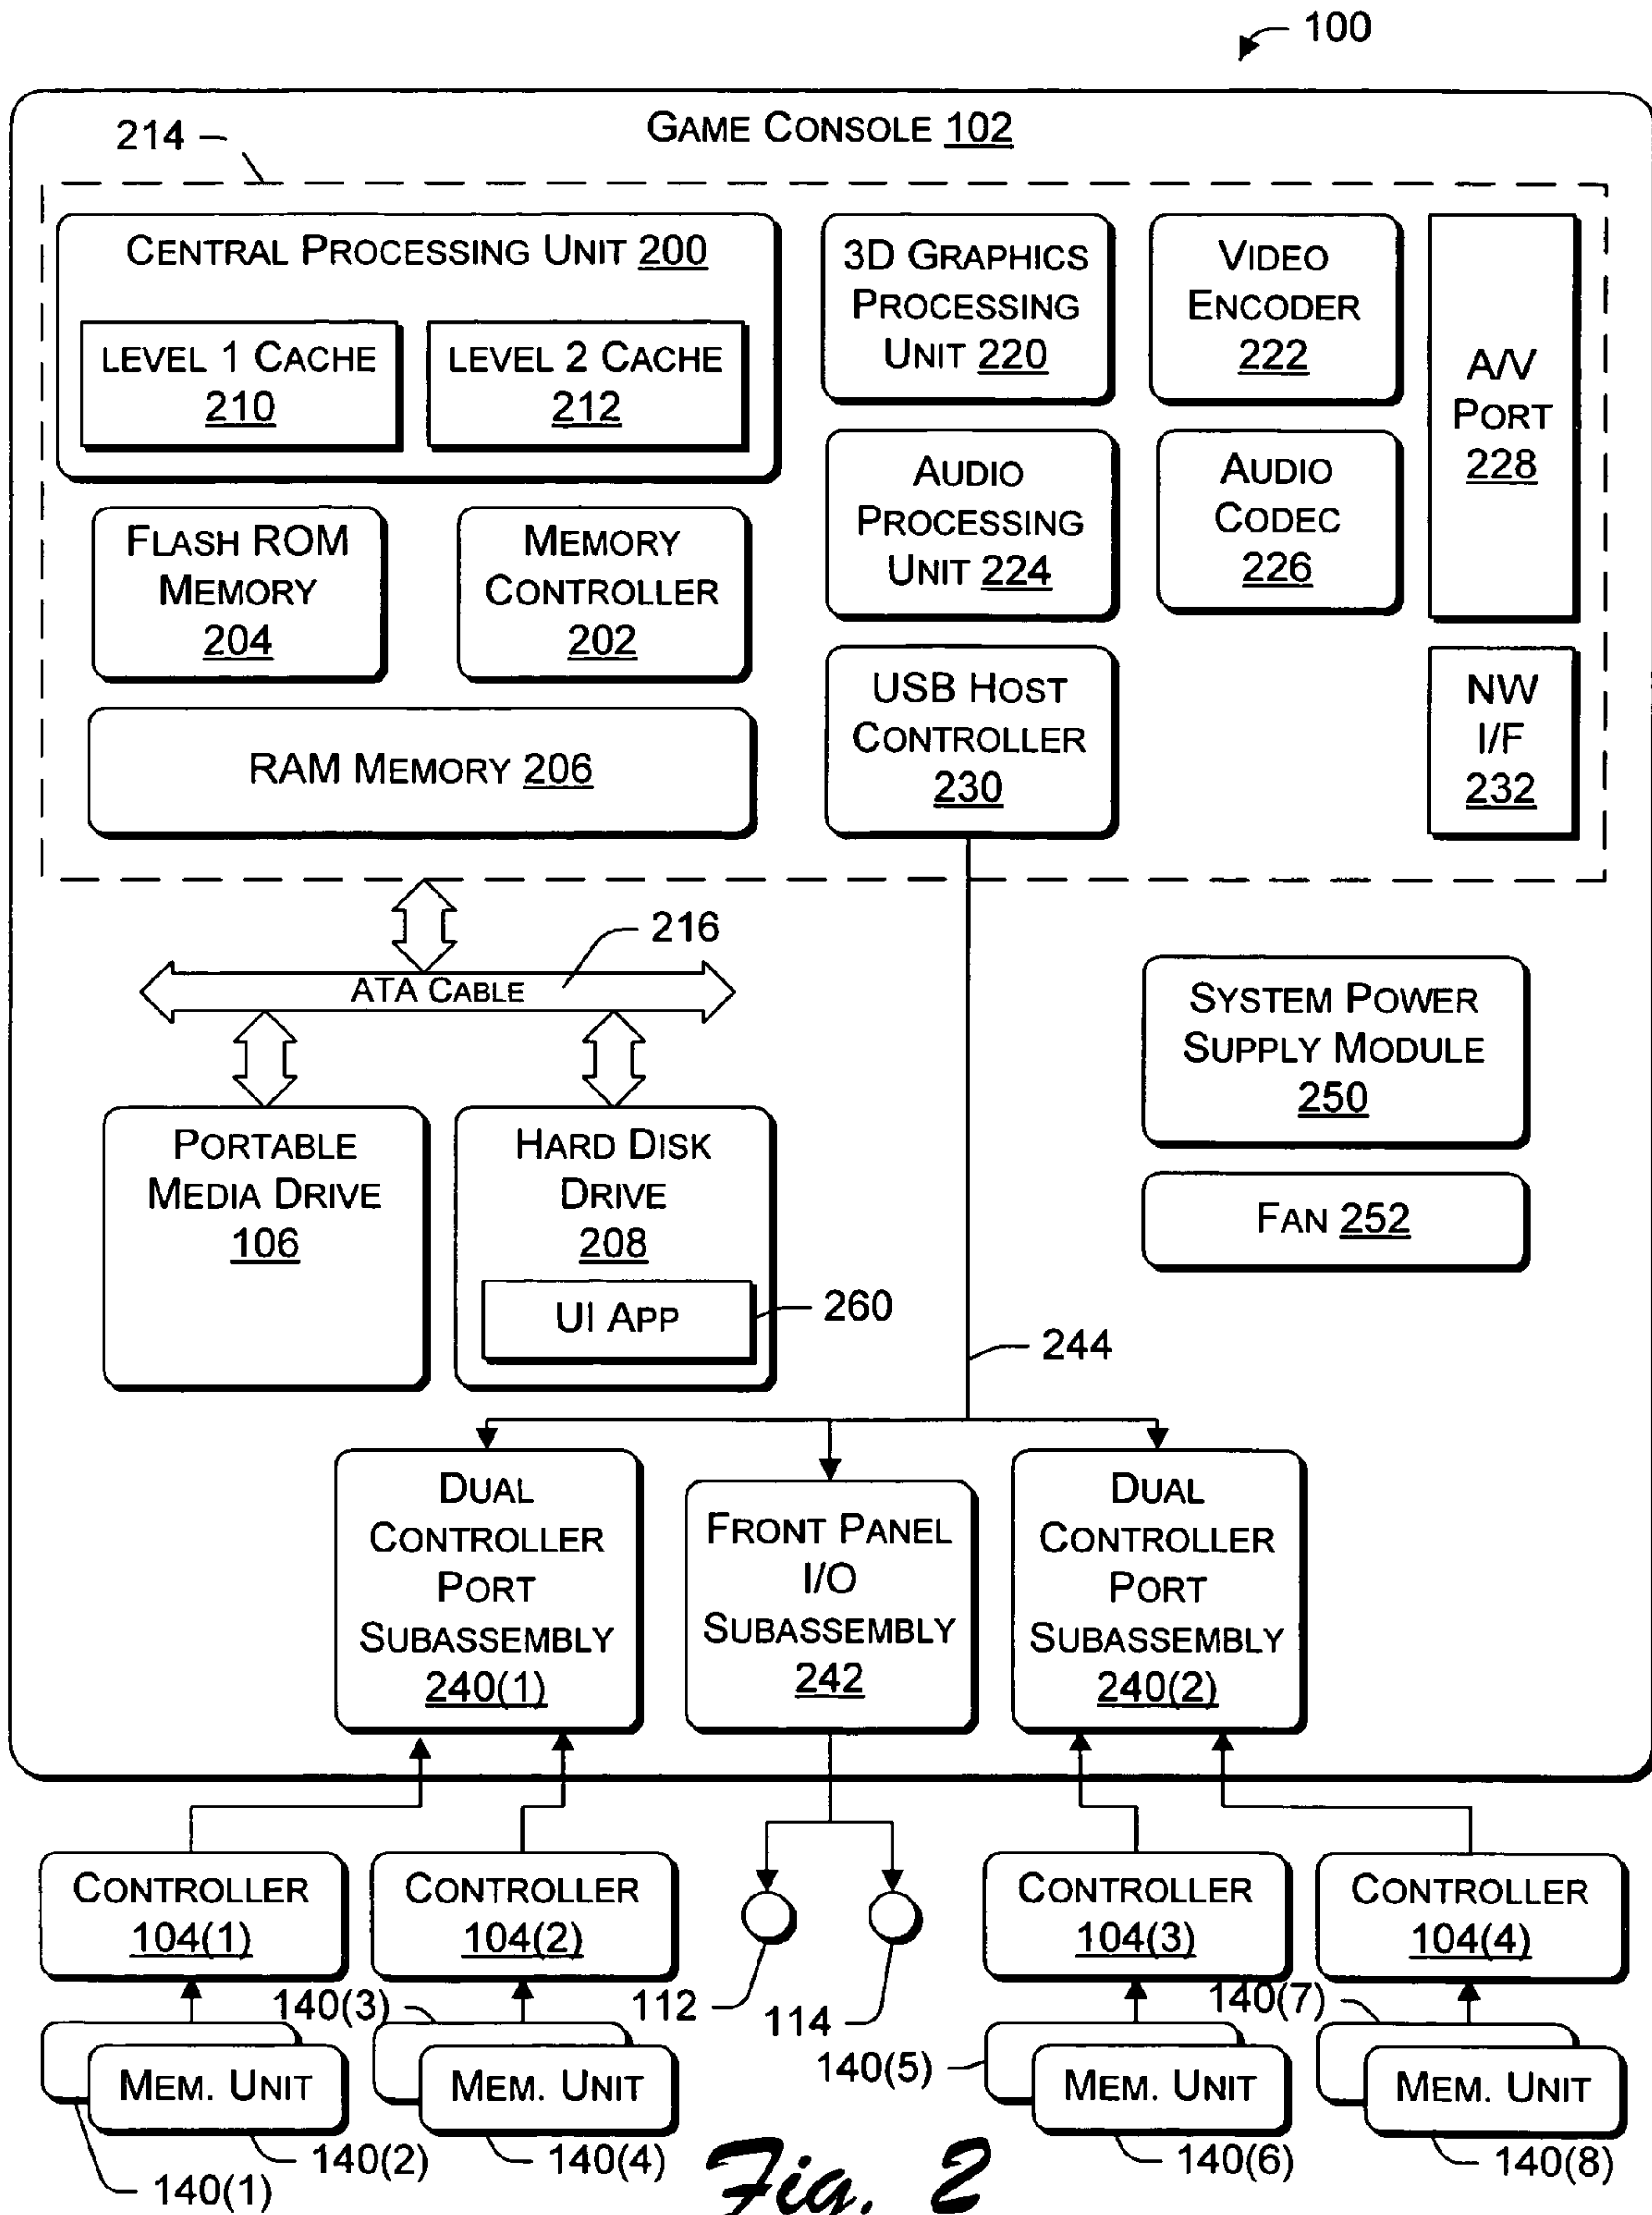 100
GAME CONSOLE 102
214
CENTRAL PROCESSING UNIT 200
LEVEL 1 CACHE
210
LEVEL 2 CACHE
212
3D GRAPHICS
PROCESSING
UNIT 220
VIDEO
ENCODER
222
A/V
PORT
228
AUDIO
PROCESSING
UNIT 224
AUDIO
CODEC
226
FLASH ROM
MEMORY
204
MEMORY
CONTROLLER
202
RAM MEMORY 206
USB HOST
CONTROLLER
230
NW
I/F
232
216
ATA CABLE
SYSTEM POWER
SUPPLY MODULE
250
PORTABLE
MEDIA DRIVE
106
HARD DISK
DRIVE
208
UI APP
260
FAN 252
244
DUAL
CONTROLLER
PORT
SUBASSEMBLY
240(1)
FRONT PANEL
I/O
SUBASSEMBLY
242
DUAL
CONTROLLER
PORT
SUBASSEMBLY
240(2)
CONTROLLER
104(1)
CONTROLLER
104(2)
CONTROLLER
104(3)
CONTROLLER
104(4)
140(3)
112
114
140(7)
140(5)
MEM. UNIT
MEM. UNIT
MEM. UNIT
MEM. UNIT
140(1)
140(2)
140(4)
140(6)
140(8)
Fig. 2